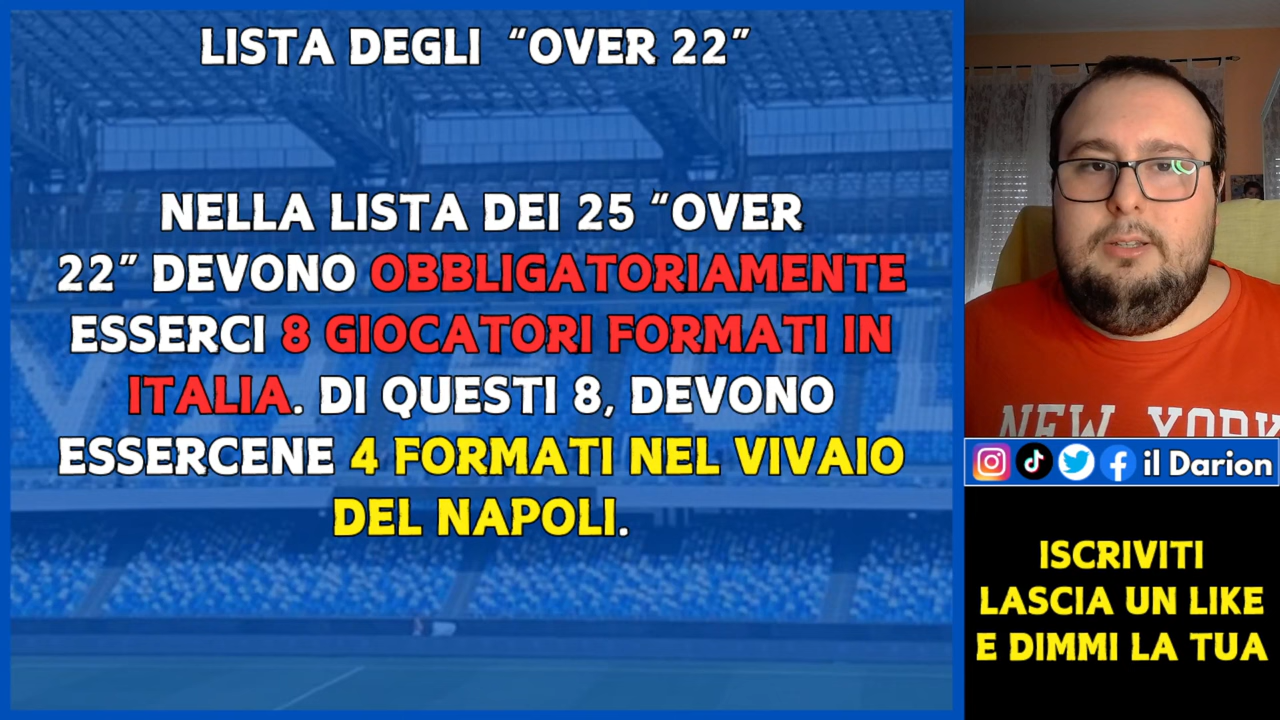 LISTA DEGLI “OVER 22”
NELLA LISTA DEI 25 “OVER
22” DEVONO OBBLIGATORIAMENTE
ESSERCI 8 GIOCATORI FORMATI IN
ITALIA. DI QUESTI 8, DEVONO
ESSERCENE 4 FORMATI NEL VIVAIO
DEL NAPOLI.
NEW YORK
il Darion
ISCRIVITI
LASCIA UN LIKE
E DIMMI LA TUA